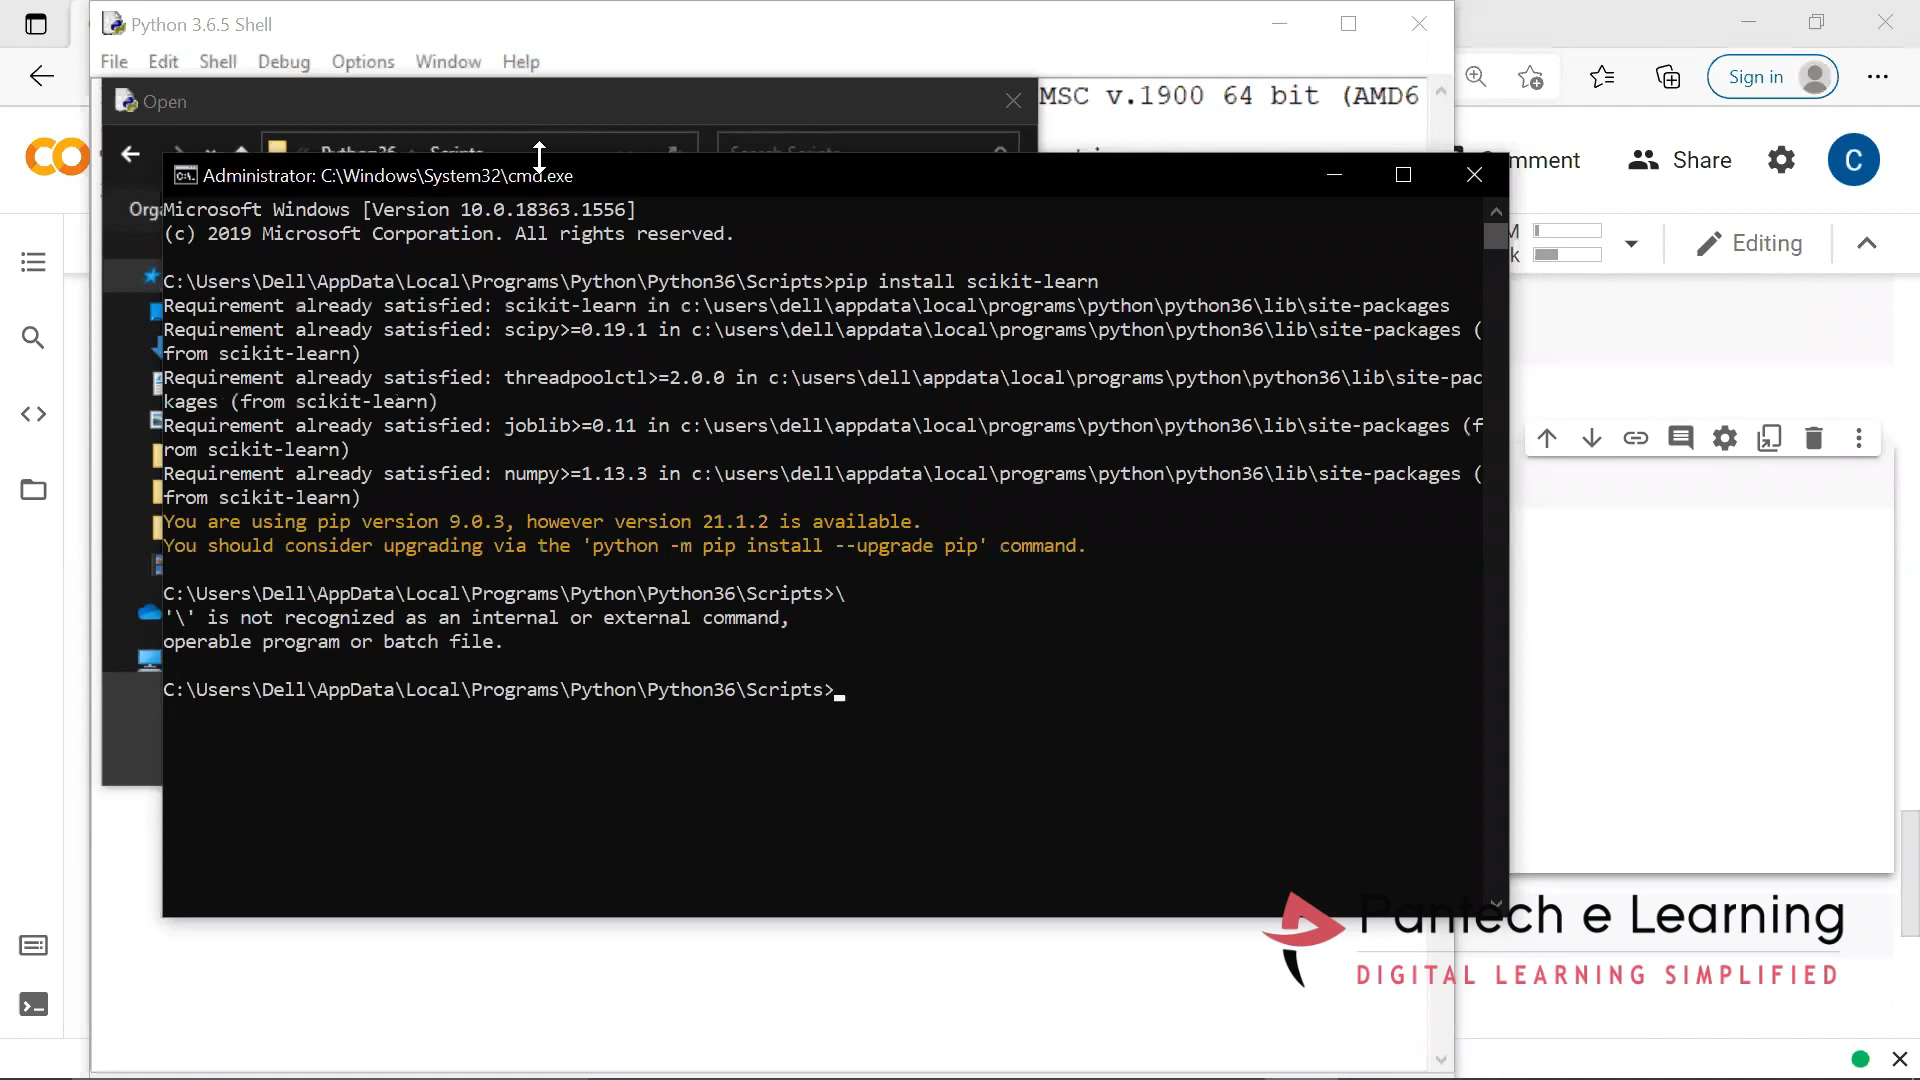 Python 3.6.5 Shell
File Edit Shell Debug Options Window Help
Sign in
Open
MSC v.1900 64 bit (AMD6
Python36 Scripts
Search Scripts
mment
Share
C
Administrator: C:\Windows\System32\cmd.exe
Orga
Editing
Microsoft Windows [Version 10.0.18363.1556]
(c) 2019 Microsoft Corporation. All rights reserved.
C:\Users\Dell\AppData\Local\Programs\Python\Python36\Scripts>pip install scikit-learn
Requirement already satisfied: scikit-learn in c:\users\dell\appdata\local\programs\python\python36\lib\site-packages
Requirement already satisfied: scipy>=0.19.1 in c:\users\dell\appdata\local\programs\python\python36\lib\site-packages (
from scikit-learn)
Requirement already satisfied: threadpoolctl>=2.0.0 in c:\users\dell\appdata\local\programs\python\python36\lib\site-pac
kages (from scikit-learn)
Requirement already satisfied: joblib>=0.11 in c:\users\dell\appdata\local\programs\python\python36\lib\site-packages (f
rom scikit-learn)
Requirement already satisfied: numpy>=1.13.3 in c:\users\dell\appdata\local\programs\python\python36\lib\site-packages (
from scikit-learn)
You are using pip version 9.0.3, however version 21.1.2 is available.
You should consider upgrading via the 'python -m pip install --upgrade pip' command.
C:\Users\Dell\AppData\Local\Programs\Python\Python36\Scripts>\
'\' is not recognized as an internal or external command,
operable program or batch file.
C:\Users\Dell\AppData\Local\Programs\Python\Python36\Scripts>
Pantech e Learning
DIGITAL LEARNING SIMPLIFIED